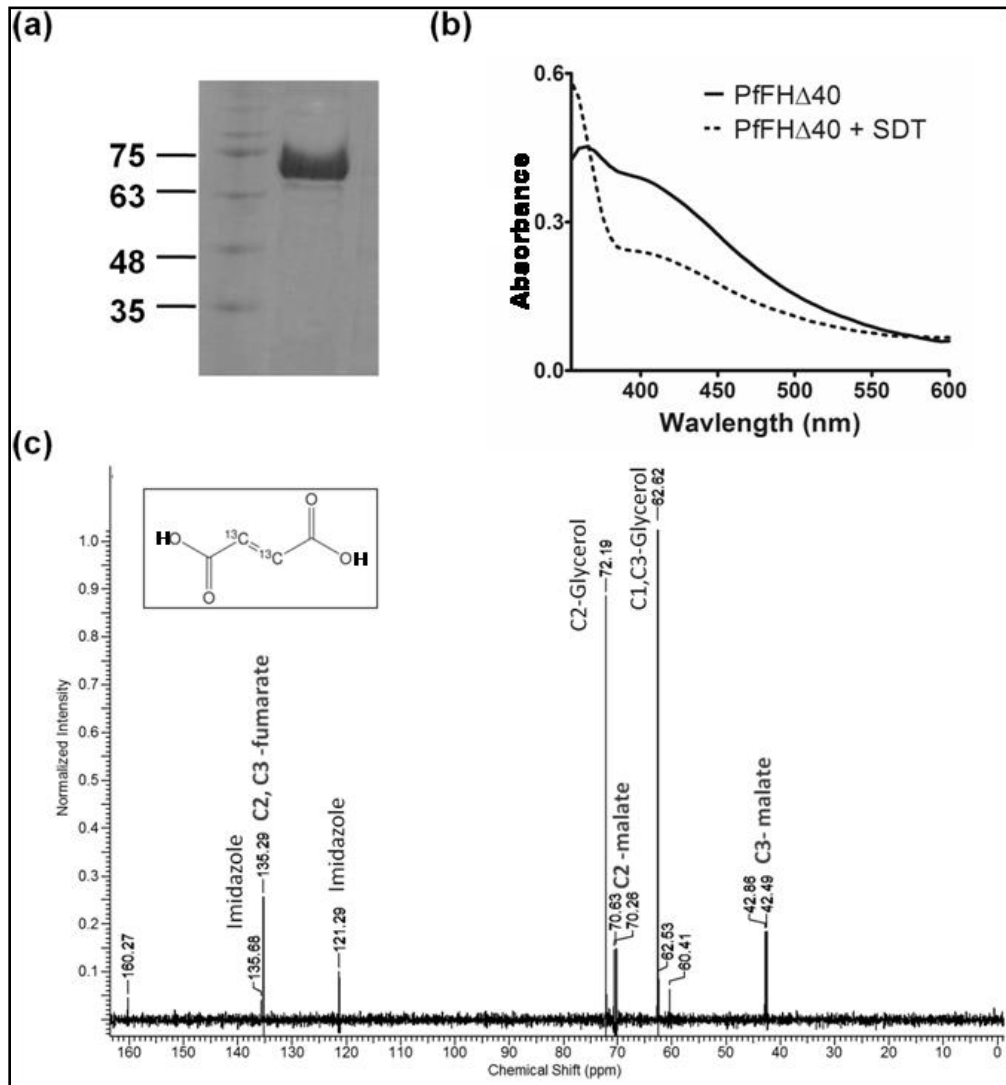 (a)
75
63
48
35
(b)
Absorbance
0.6
0.3
0.0
PfFHΔ40
PfFHΔ40 + SDT
400 450 500 550 600
Wavlength (nm)
(c)
Normalized Intensity
1.0
0.9
0.8
0.7
0.6
0.5
0.4
0.3
0.2
0.1
HO 13C 13C O OH O
160.27
Imidazole
135.68
135.29 C2, C3 -fumarate
121.29
Imidazole
C2-Glycerol
72.19
70.63
70.26
C2 -malate
C1,C3-Glycerol
62.62
62.53
60.41
42.86
42.49
C3- malate
160 150 140 130 120 110 100 90 80 70 60 50 40 30 20 10 0
Chemical Shift (ppm)